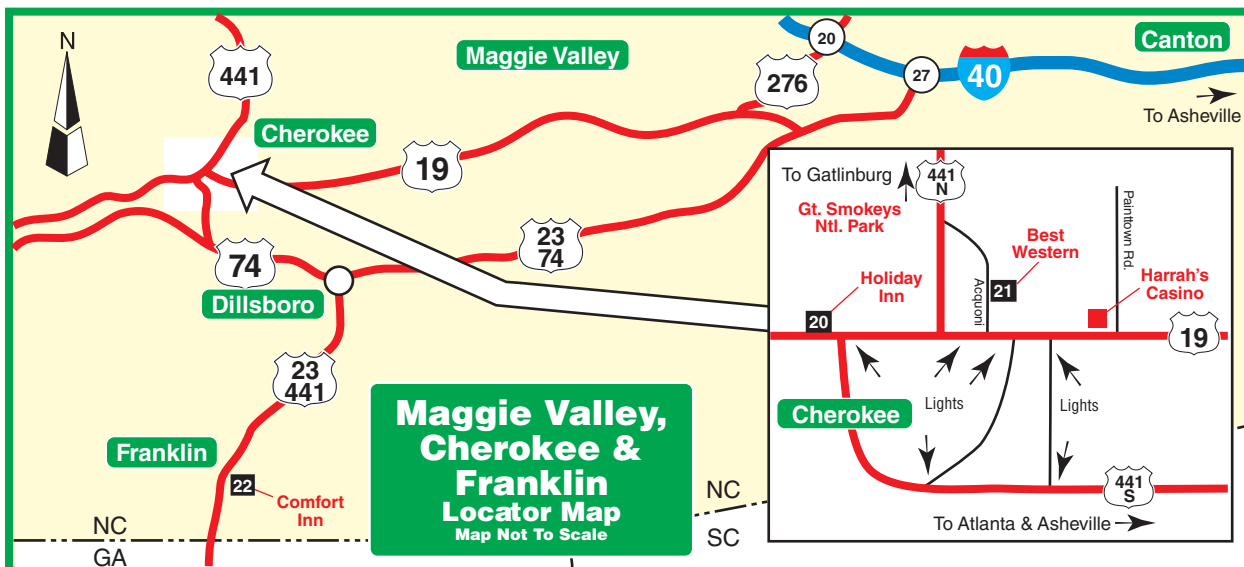 N
441
Maggie Valley
20
276
27
40
Canton
To Asheville
Cherokee
19
23
74
74
Dillsboro
23
441
Franklin
22
Comfort
Inn
NC
GA
Maggie Valley,
Cherokee &
Franklin
Locator Map
Map Not To Scale
NC
SC
To Gatlinburg
441
N
Gt. Smokeys
Ntl. Park
Painttown Rd.
Best
Western
21
Acquoni
Holiday
Inn
20
Harrah's
Casino
19
Lights
Lights
Cherokee
441
S
To Atlanta & Asheville